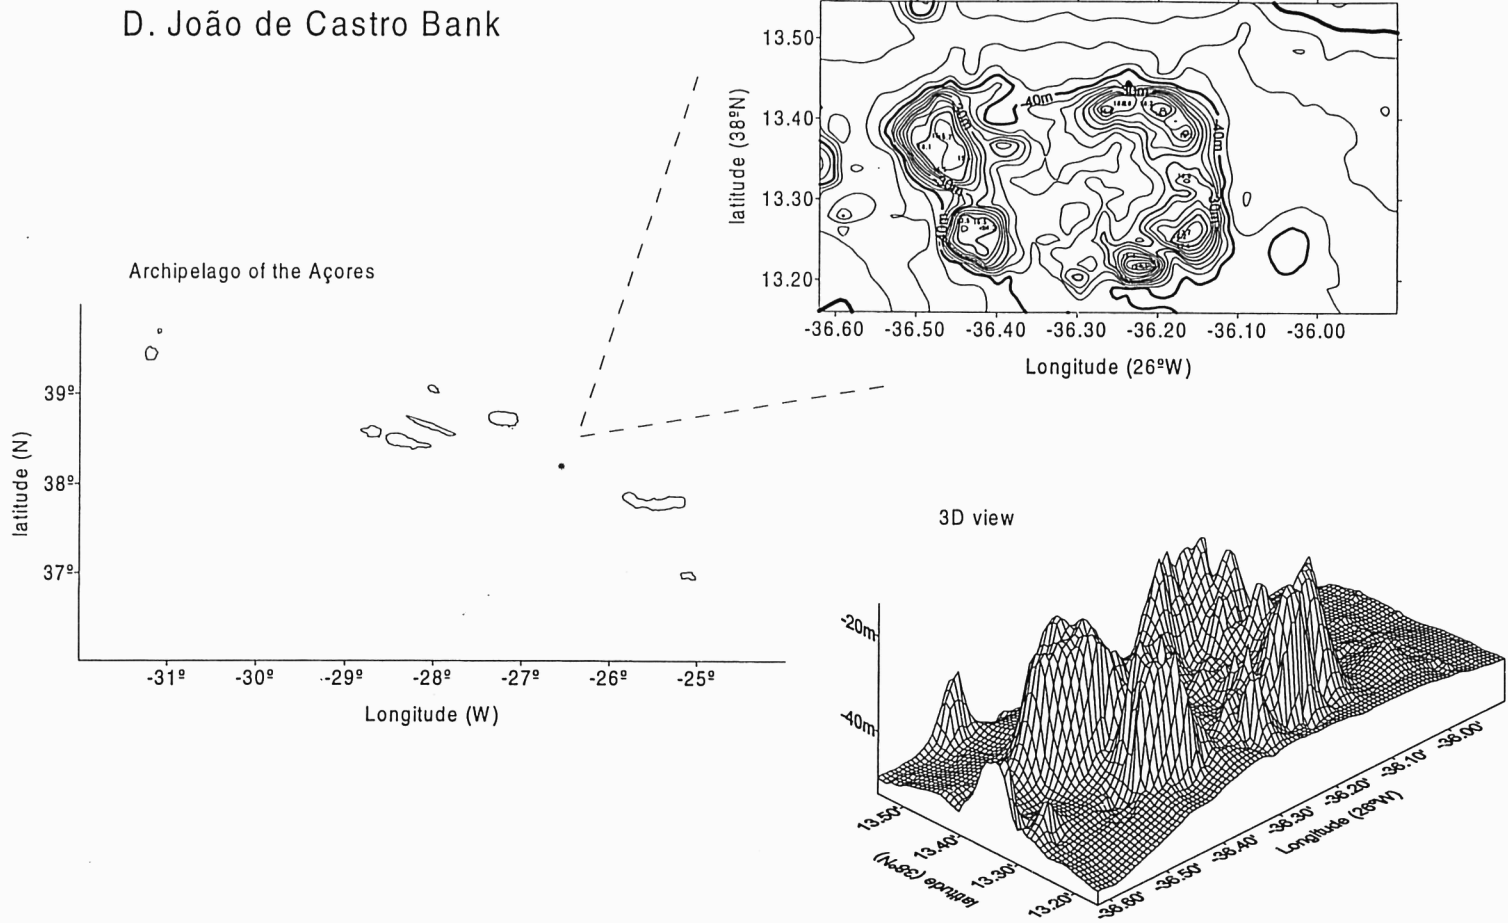 D. João de Castro Bank
Archipelago of the Açores
latitude (N)
39º
38º
37º
-31º
-30º
-29º
-28º
-27º
-26º
-25º
Longitude (W)
latitude (38ºN)
13.50
13.40
13.30
13.20
-30m
-40m
-40m
-30m
-40m
-36.60
-36.50
-36.40
-36.30
-36.20
-36.10
-36.00
Longitude (26ºW)
3D view
-20m
-40m
13.50'
13.40'
13.30'
13.20'
latitude (38ºN)
-36.60'
-36.50'
-36.40'
-36.30'
-36.20'
-36.10'
-36.00'
Longitude (26ºW)